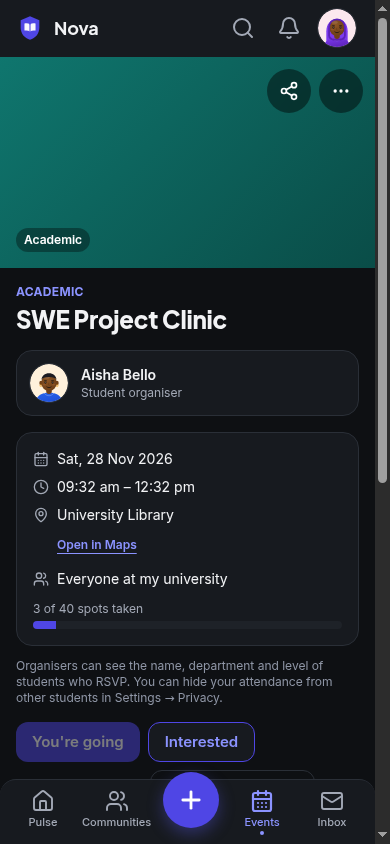 Nova
Academic
ACADEMIC
SWE Project Clinic
Aisha Bello
Student organiser
Sat, 28 Nov 2026
09:32 am – 12:32 pm
University Library
Open in Maps
Everyone at my university
3 of 40 spots taken
Organisers can see the name, department and level of
students who RSVP. You can hide your attendance from
other students in Settings → Privacy.
You're going
Interested
Pulse
Communities
Events
Inbox